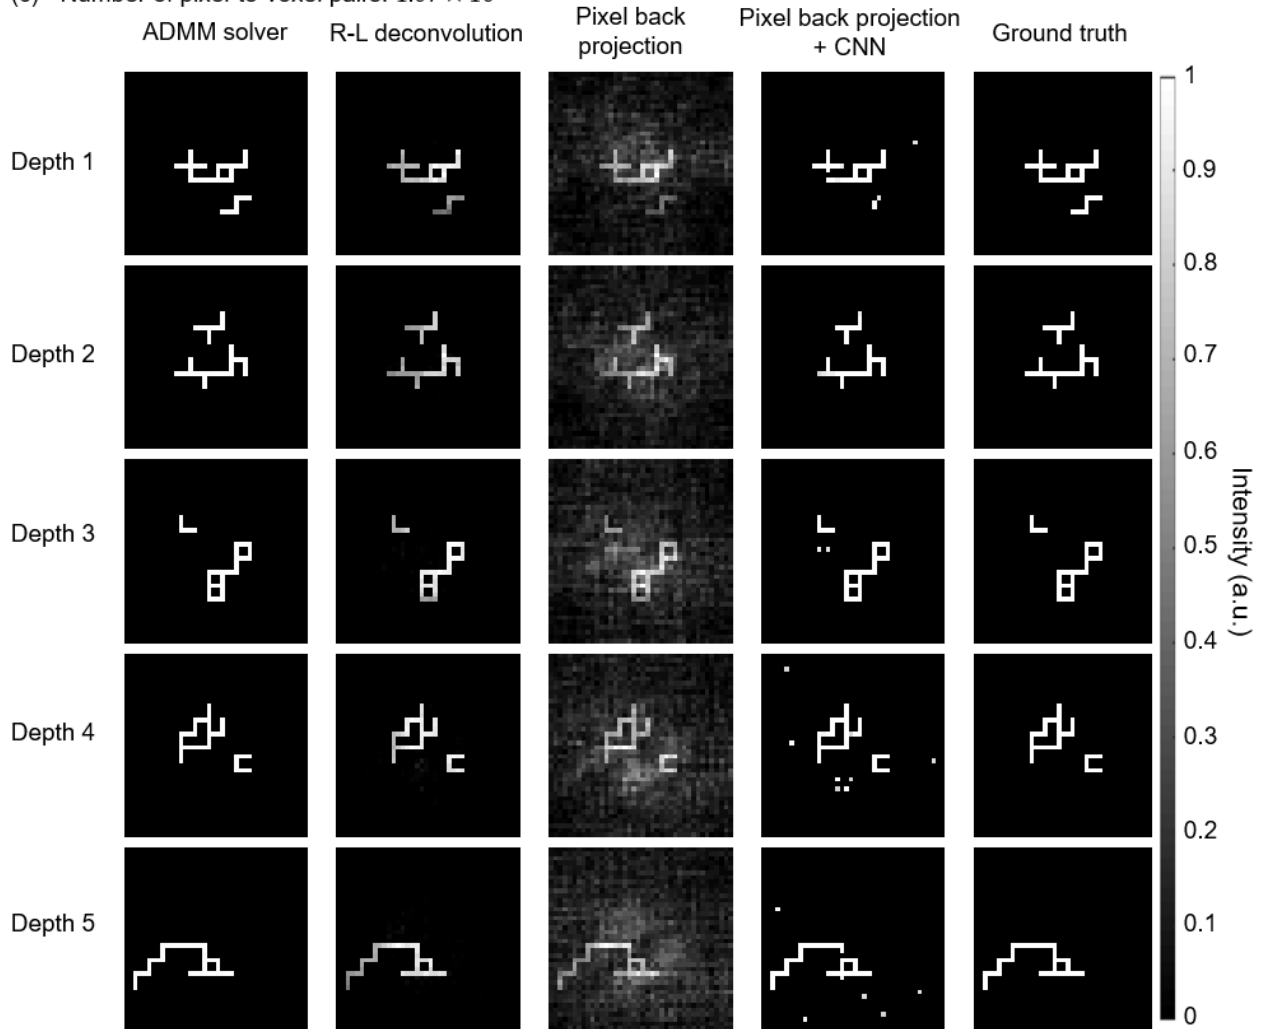 ADMM solver
R-L deconvolution
Pixel back
projection
Pixel back projection
+ CNN
Ground truth
Depth 1
Depth 2
Depth 3
Depth 4
Depth 5
1
0.9
0.8
0.7
0.6
0.5
0.4
0.3
0.2
0.1
0
Intensity (a.u.)